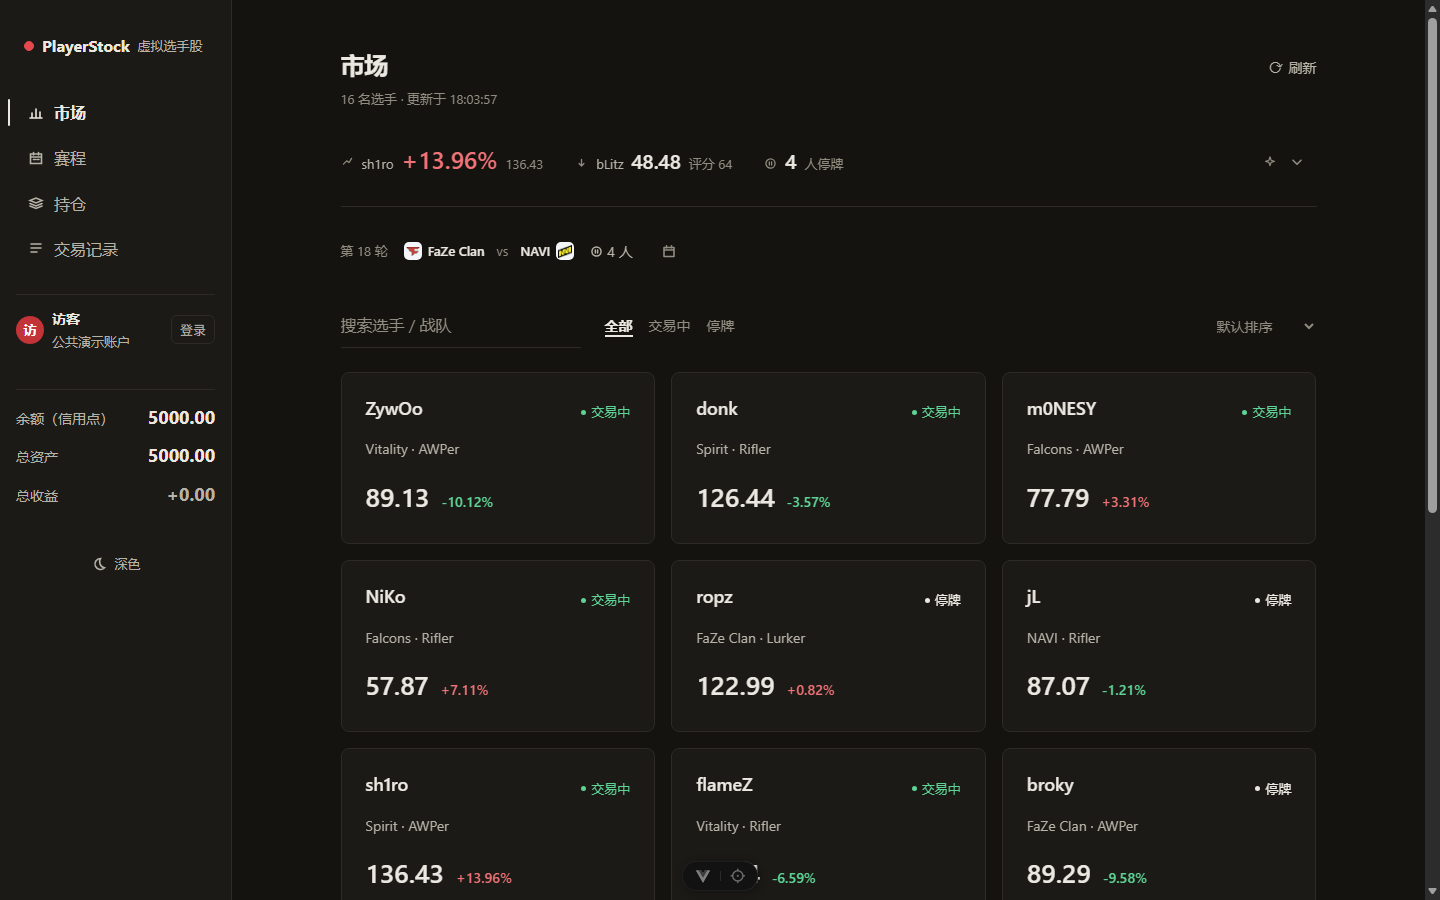 PlayerStock 虚拟选手股
市场
赛程
持仓
交易记录
访
访客
公共演示账户
登录
余额（信用点） 5000.00
总资产 5000.00
总收益 +0.00
深色
市场
16 名选手 · 更新于 18:03:57
刷新
sh1ro +13.96% 136.43 bLitz 48.48 评分 64 4 人停牌
第 18 轮 FaZe Clan vs NAVI 4 人
搜索选手 / 战队 全部 交易中 停牌 默认排序
ZywOo 交易中
Vitality · AWPer
89.13 -10.12%
donk 交易中
Spirit · Rifler
126.44 -3.57%
m0NESY 交易中
Falcons · AWPer
77.79 +3.31%
NiKo 交易中
Falcons · Rifler
57.87 +7.11%
ropz 停牌
FaZe Clan · Lurker
122.99 +0.82%
jL 停牌
NAVI · Rifler
87.07 -1.21%
sh1ro 交易中
Spirit · AWPer
136.43 +13.96%
flameZ 交易中
Vitality · Rifler
-6.59%
broky 停牌
FaZe Clan · AWPer
89.29 -9.58%